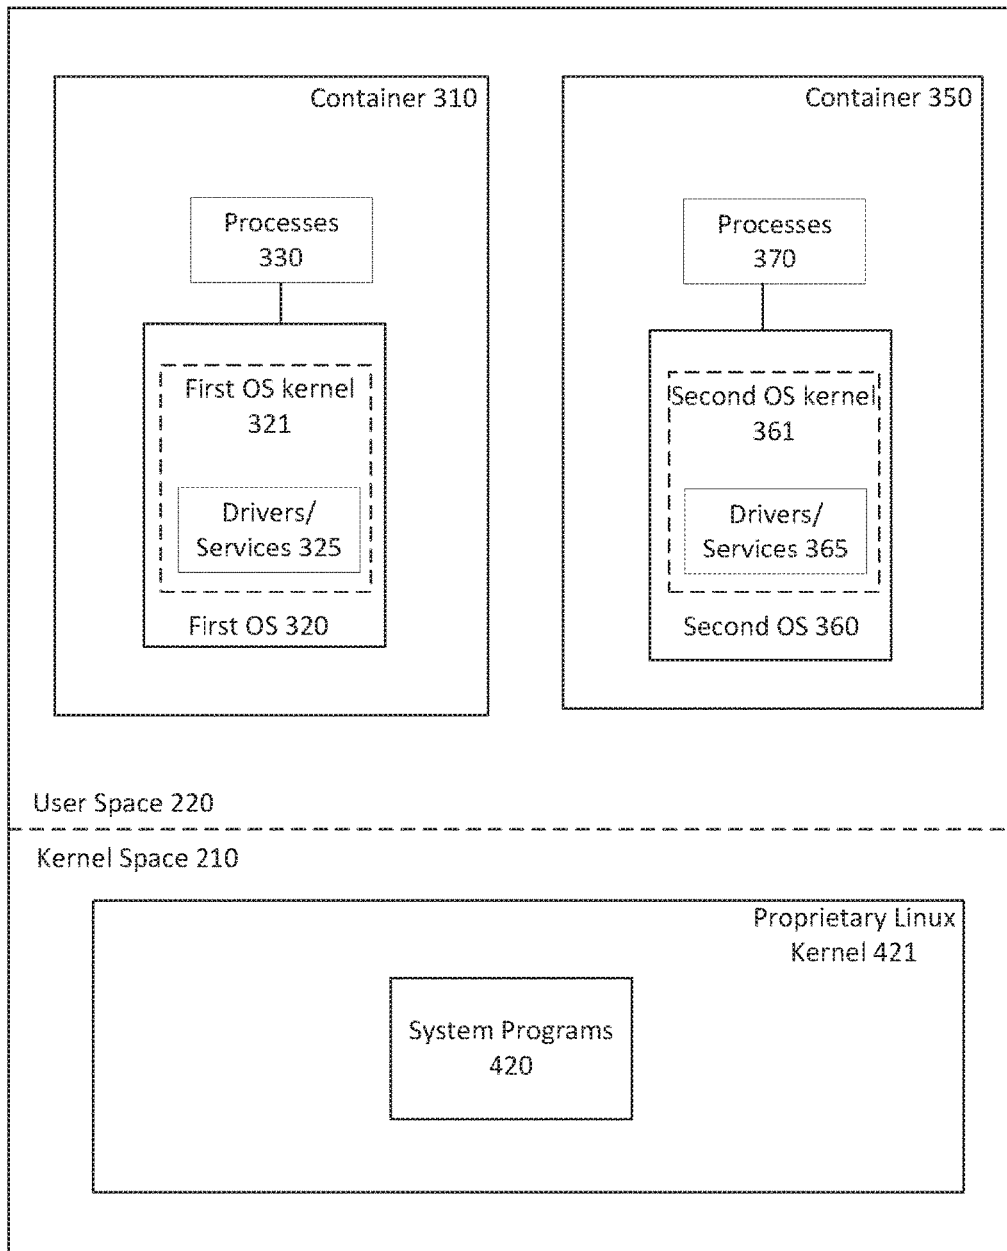 Container 310
Processes
330
First OS kernel
321
Drivers/
Services 325
First OS 320
Container 350
Processes
370
Second OS kernel
361
Drivers/
Services 365
Second OS 360
User Space 220
Kernel Space 210
Proprietary Linux
Kernel 421
System Programs
420